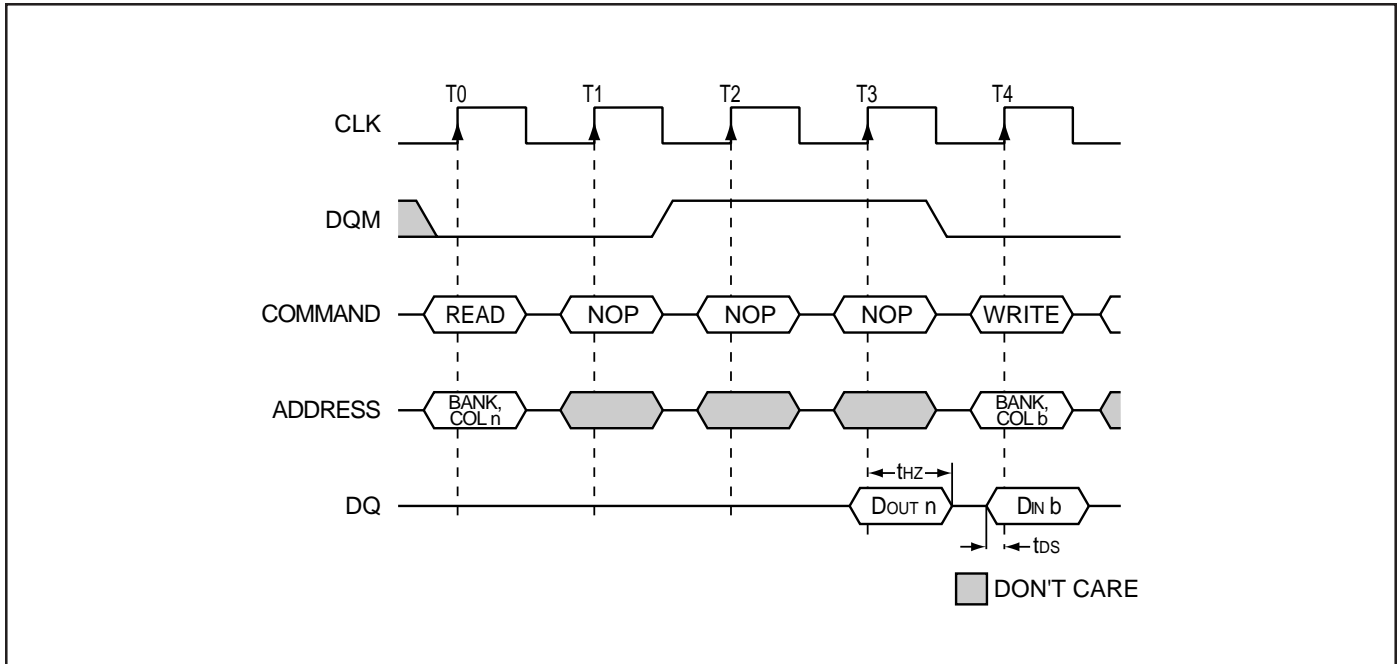 T0 T1 T2 T3 T4
CLK
DQM
COMMAND READ NOP NOP NOP WRITE
ADDRESS BANK, COL n BANK, COL b
tHZ
DQ DOUT n DIN b
tDS
DON'T CARE